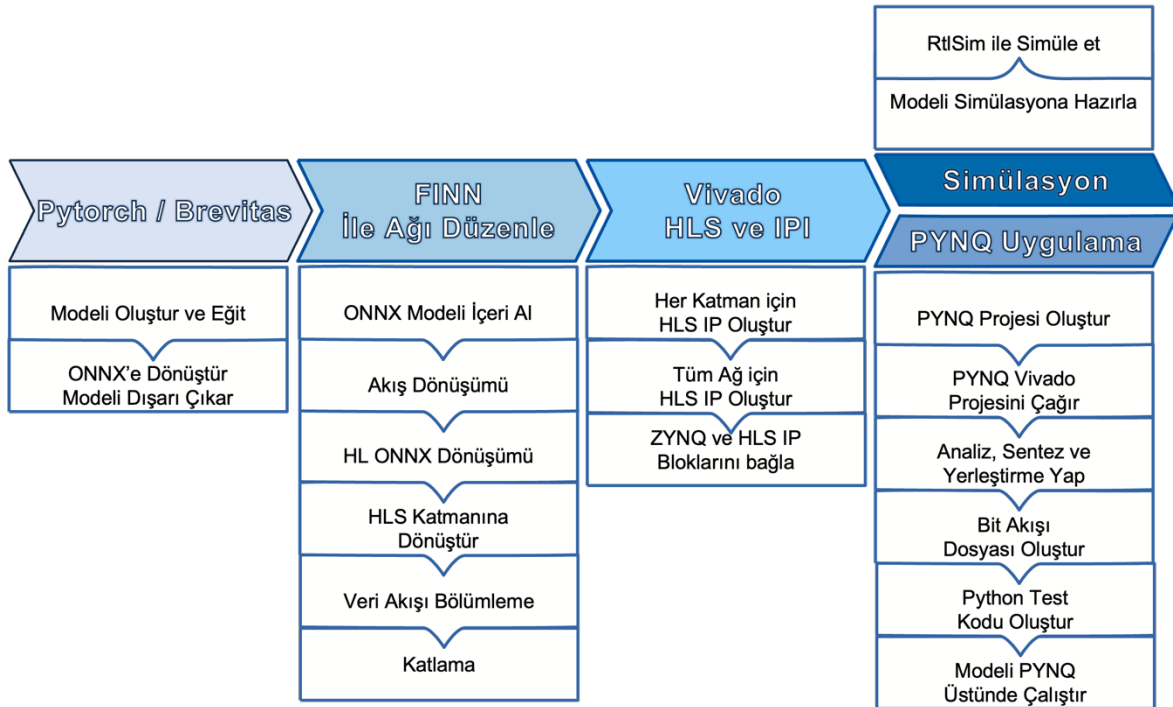 RtlSim ile Simüle et
Modeli Simülasyona Hazırla
Pytorch / Brevitas
FINN
İle Ağı Düzenle
Vivado
HLS ve IPI
Simülasyon
PYNQ Uygulama
Modeli Oluştur ve Eğit
ONNX'e Dönüştür
Modeli Dışarı Çıkar
ONNX Modeli İçeri Al
Akış Dönüşümü
HL ONNX Dönüşümü
HLS Katmanına
Dönüştür
Veri Akışı Bölümleme
Katlama
Her Katman için
HLS IP Oluştur
Tüm Ağ için
HLS IP Oluştur
ZYNQ ve HLS IP
Bloklarını bağla
PYNQ Projesi Oluştur
PYNQ Vivado
Projesini Çağır
Analiz, Sentez ve
Yerleştirme Yap
Bit Akışı
Dosyası Oluştur
Python Test
Kodu Oluştur
Modeli PYNQ
Üstünde Çalıştır